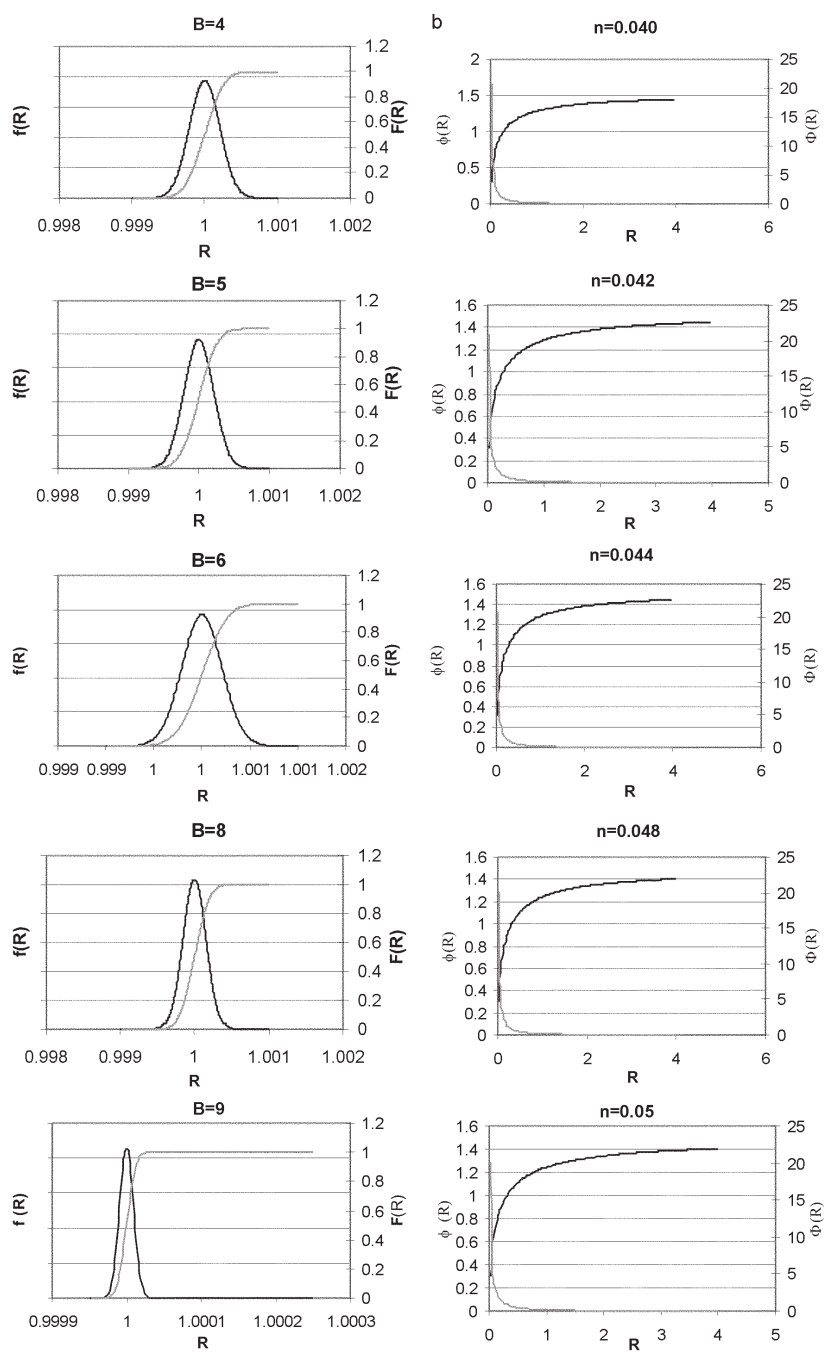 B=4
1.2
1
0.8
0.6
0.4
0.2
0
f(R)
F(R)
0.998 0.999 1 1.001 1.002
R
B=5
1.2
1
0.8
0.6
0.4
0.2
0
f(R)
F(R)
0.998 0.999 1 1.001 1.002
R
B=6
1.2
1
0.8
0.6
0.4
0.2
0
f(R)
F(R)
0.999 0.999 1 1 1.001 1.001 1.002
R
B=8
1.2
1
0.8
0.6
0.4
0.2
0
f(R)
F(R)
0.998 0.999 1 1.001 1.002
R
B=9
1.2
1
0.8
0.6
0.4
0.2
0
f (R)
F(R)
0.9999 1 1.0001 1.0002 1.0003
R
b
n=0.040
2 25
1.5 20
1 15
0.5 10
0 5
0
ϕ(R)
Φ(R)
0 2 4 6
R
n=0.042
1.6 25
1.4 20
1.2 15
1 10
0.8 5
0.6 0
0.4
0.2
0
ϕ(R)
Φ(R)
0 1 2 3 4 5
R
n=0.044
1.6 25
1.4 20
1.2 15
1 10
0.8 5
0.6 0
0.4
0.2
0
ϕ(R)
Φ(R)
0 2 4 6
R
n=0.048
1.6 25
1.4 20
1.2 15
1 10
0.8 5
0.6 0
0.4
0.2
0
ϕ(R)
Φ(R)
0 2 4 6
R
n=0.05
1.6 25
1.4 20
1.2 15
1 10
0.8 5
0.6 0
0.4
0.2
0
ϕ (R)
Φ(R)
0 1 2 3 4 5
R